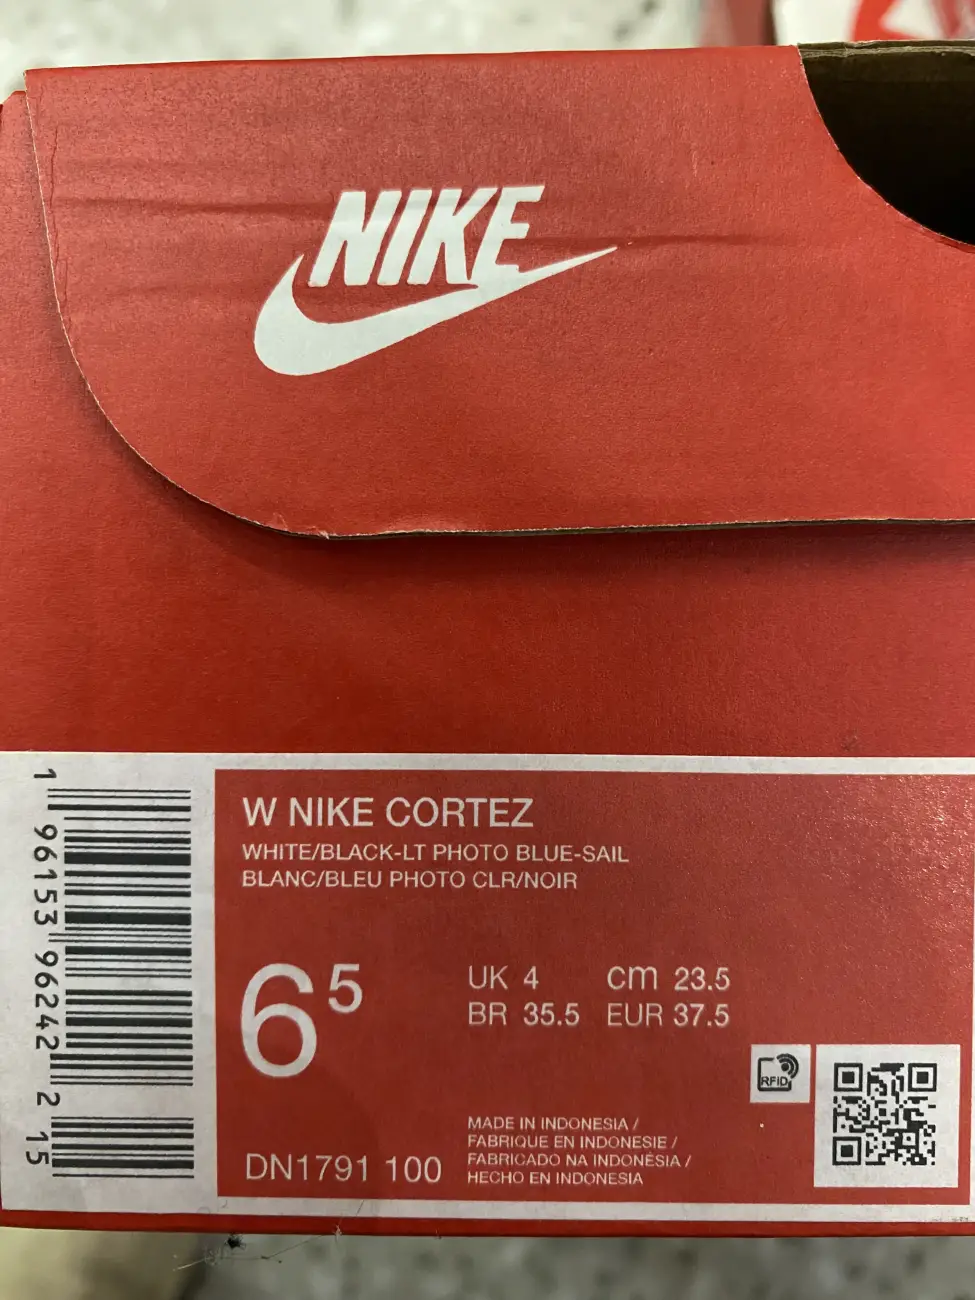 NIKE
W NIKE CORTEZ
WHITE/BLACK-LT PHOTO BLUE-SAIL
BLANC/BLEU PHOTO CLR/NOIR
6 5
UK 4 cm 23.5
BR 35.5 EUR 37.5
RFID
MADE IN INDONESIA /
FABRIQUE EN INDONESIE /
FABRICADO NA INDONÉSIA /
HECHO EN INDONESIA
DN1791 100
1 96153 96242 2 15